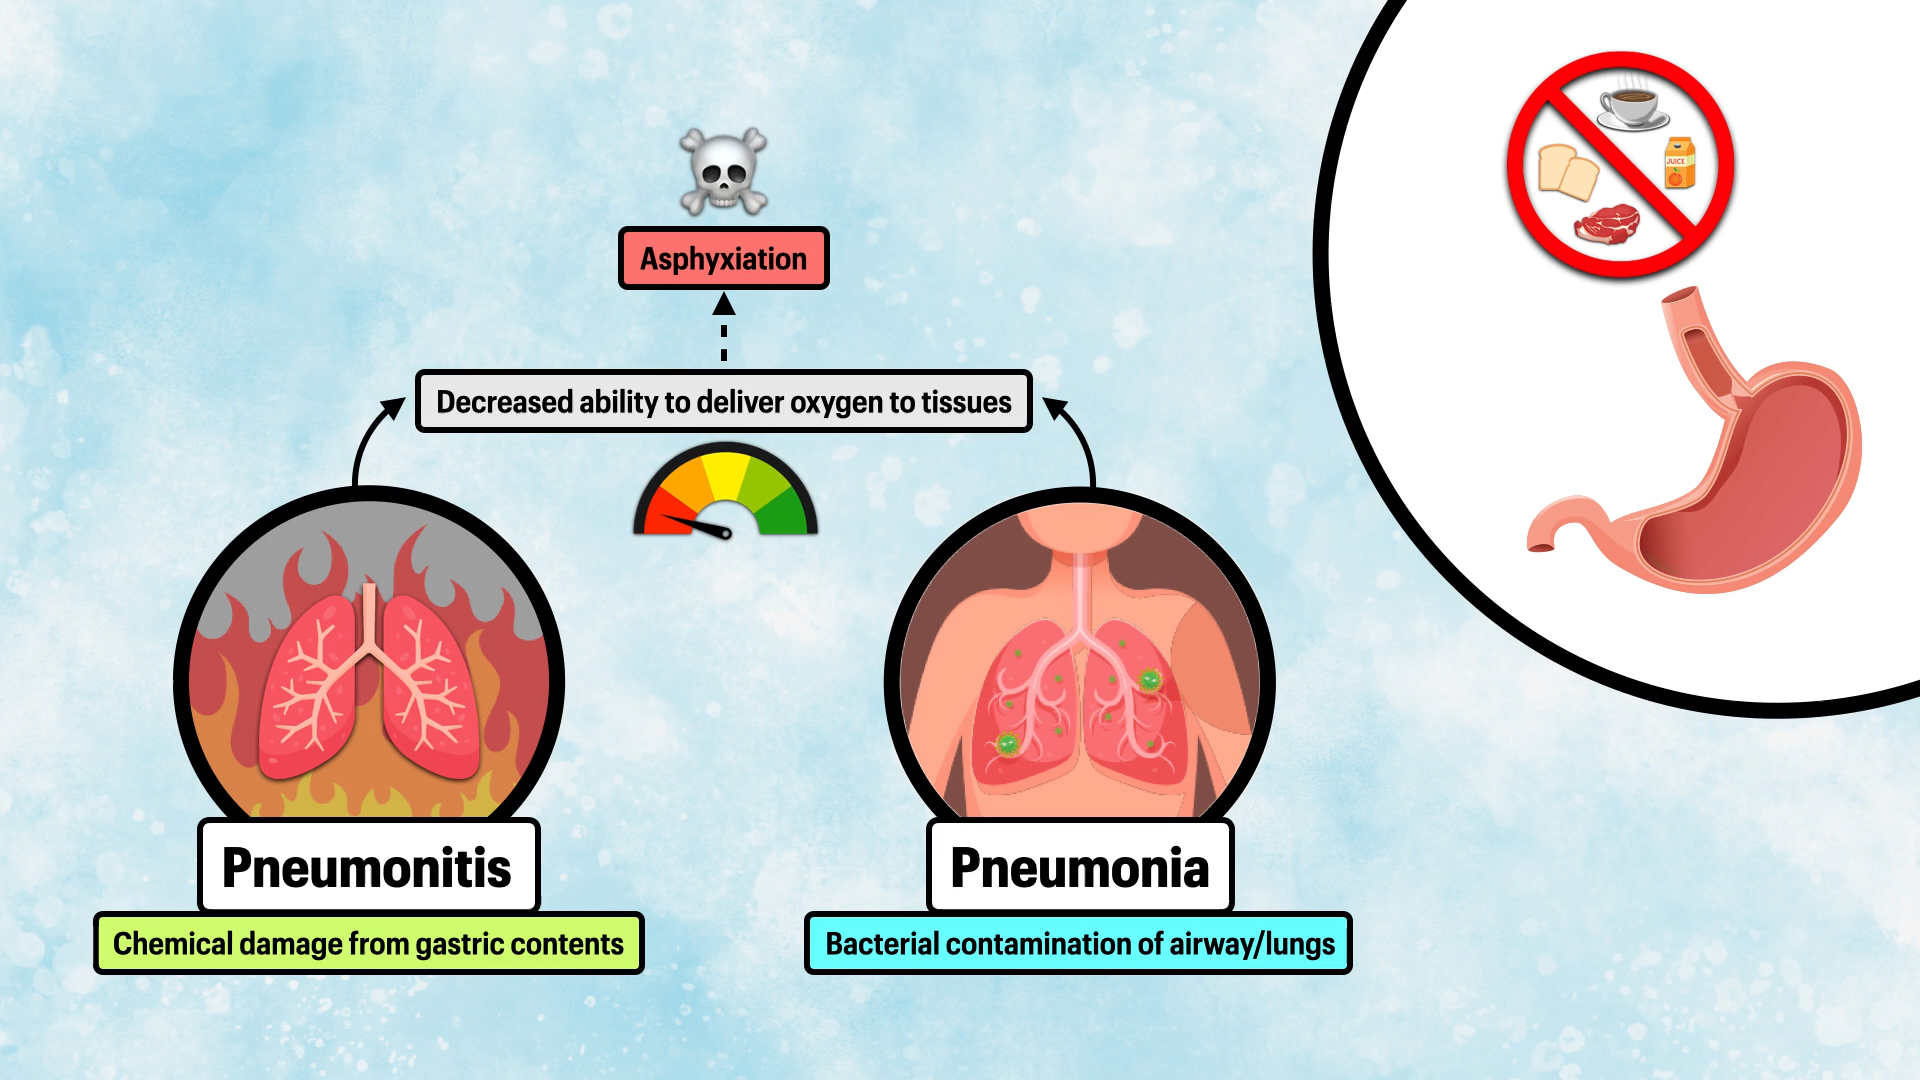 JUICE
Asphyxiation
Decreased ability to deliver oxygen to tissues
Pneumonitis
Chemical damage from gastric contents
Pneumonia
Bacterial contamination of airway/lungs